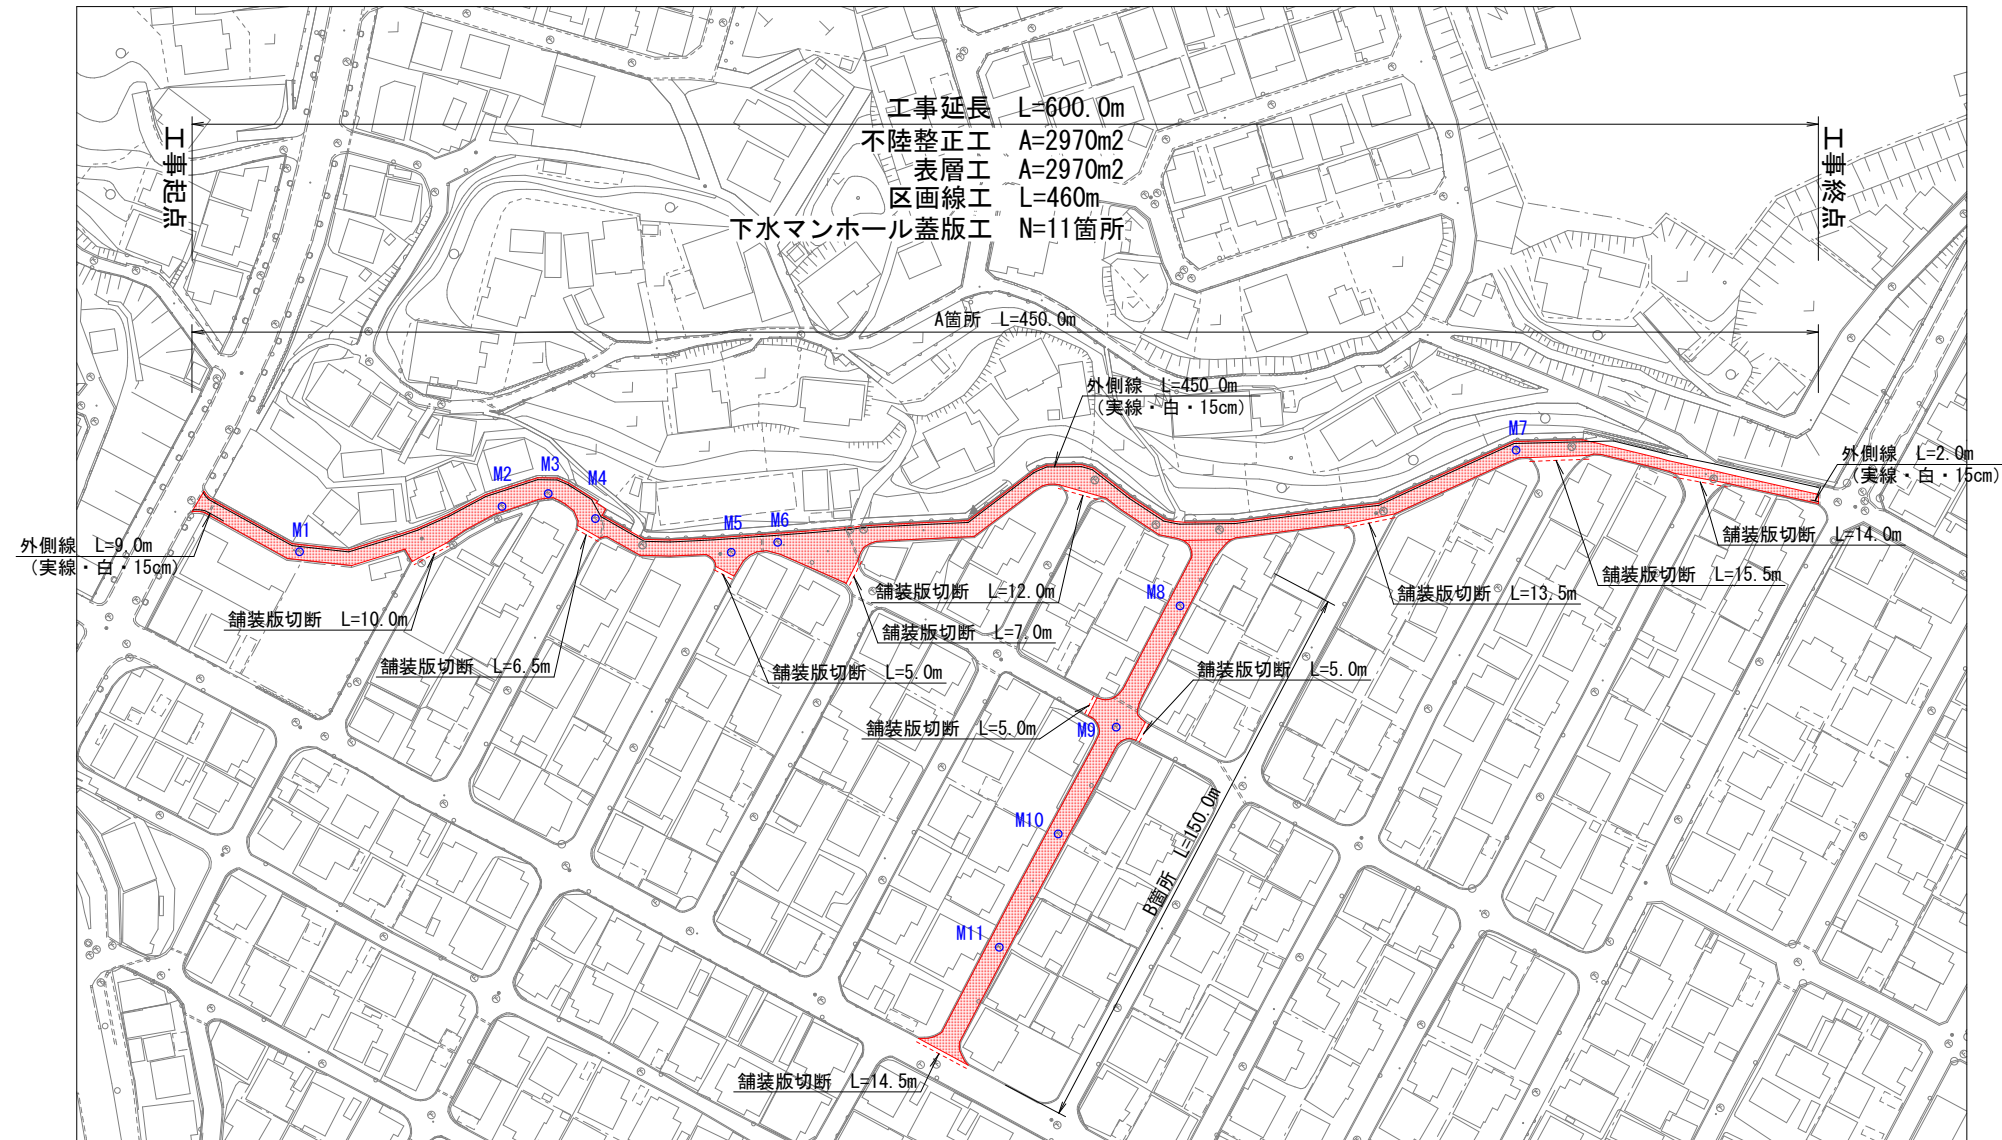 工事延長　L=600.0m
不陸整正工　A=2970m2
表層工　A=2970m2
区画線工　L=460m
下水マンホール蓋版工　N=11箇所
工事起点
工事終点
A箇所　L=450.0m
外側線　L=450.0m
(実線・白・15cm)
M7
外側線　L=2.0m
(実線・白・15cm)
M3
M2
M4
M5
M6
M1
外側線　L=9.0m
(実線・白・15cm)
舗装版切断　L=14.0m
舗装版切断　L=15.5m
舗装版切断　L=13.5m
舗装版切断　L=12.0m
M8
舗装版切断　L=10.0m
舗装版切断　L=7.0m
舗装版切断　L=6.5m
舗装版切断　L=5.0m
舗装版切断　L=5.0m
舗装版切断　L=5.0m
M9
M10
B箇所　L=150.0m
M11
舗装版切断　L=14.5m